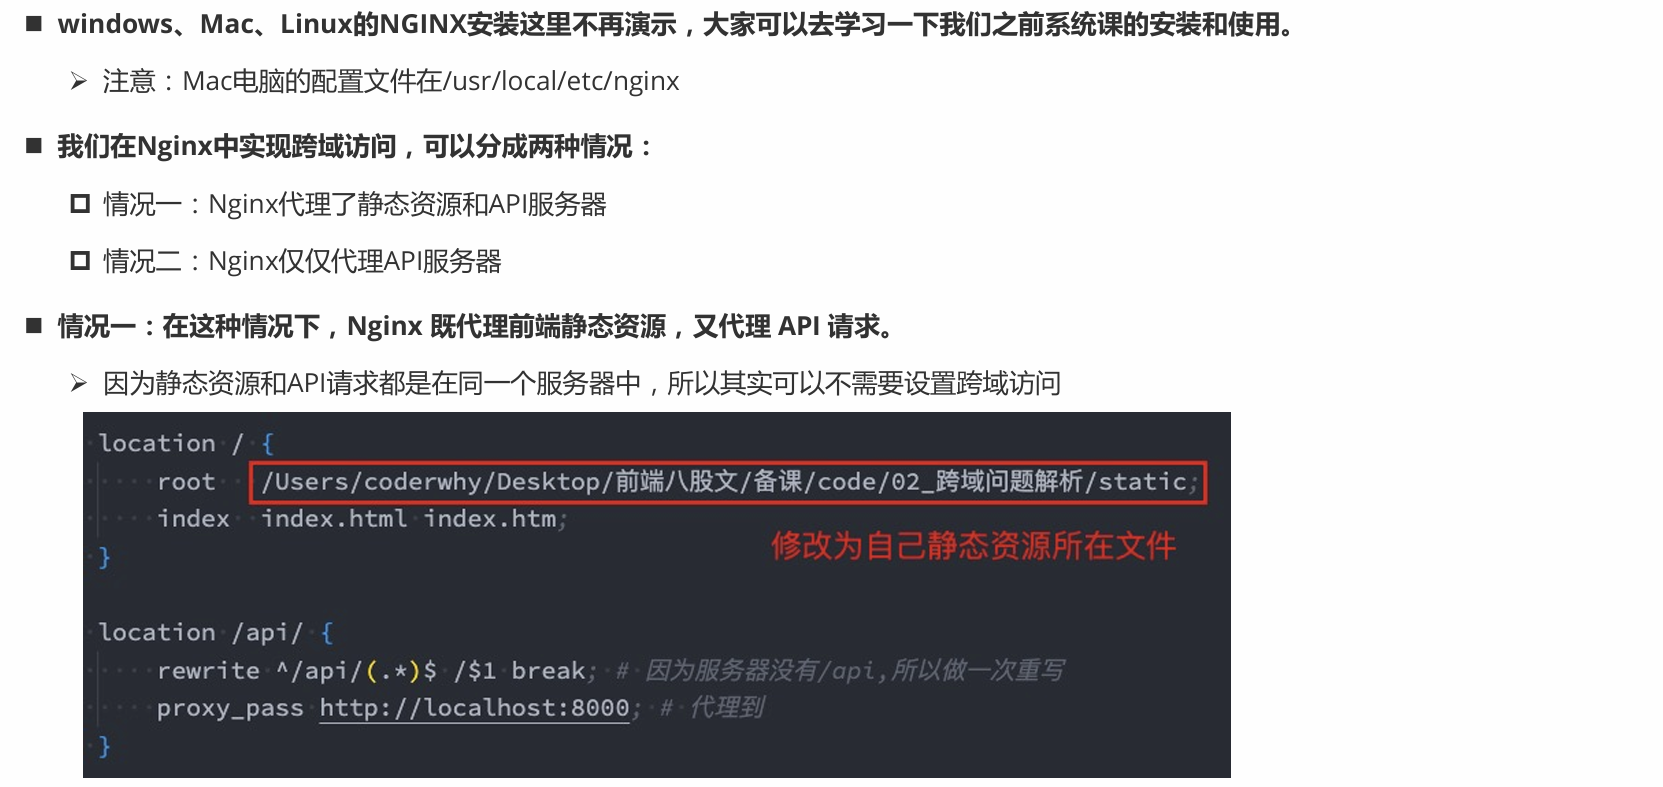 windows、Mac、Linux的NGINX安装这里不再演示，大家可以去学习一下我们之前系统课的安装和使用。
注意：Mac电脑的配置文件在/usr/local/etc/nginx
我们在Nginx中实现跨域访问，可以分成两种情况：
情况一：Nginx代理了静态资源和API服务器
情况二：Nginx仅仅代理API服务器
情况一：在这种情况下，Nginx 既代理前端静态资源，又代理 API 请求。
因为静态资源和API请求都是在同一个服务器中，所以其实可以不需要设置跨域访问
location / {
root /Users/coderwhy/Desktop/前端八股文/备课/code/02_跨域问题解析/static;
index index.html index.htm;
修改为自己静态资源所在文件
}
location /api/ {
rewrite ^/api/(.*)$ /$1 break; # 因为服务器没有/api,所以做一次重写
proxy_pass http://localhost:8000; # 代理到
}